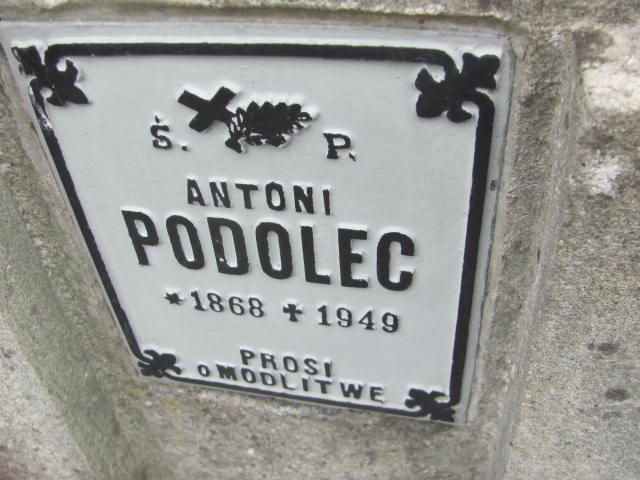 Ś. P.
ANTONI
PODOLEC
* 1868 ✝ 1949
PROSI
O MODLITWE